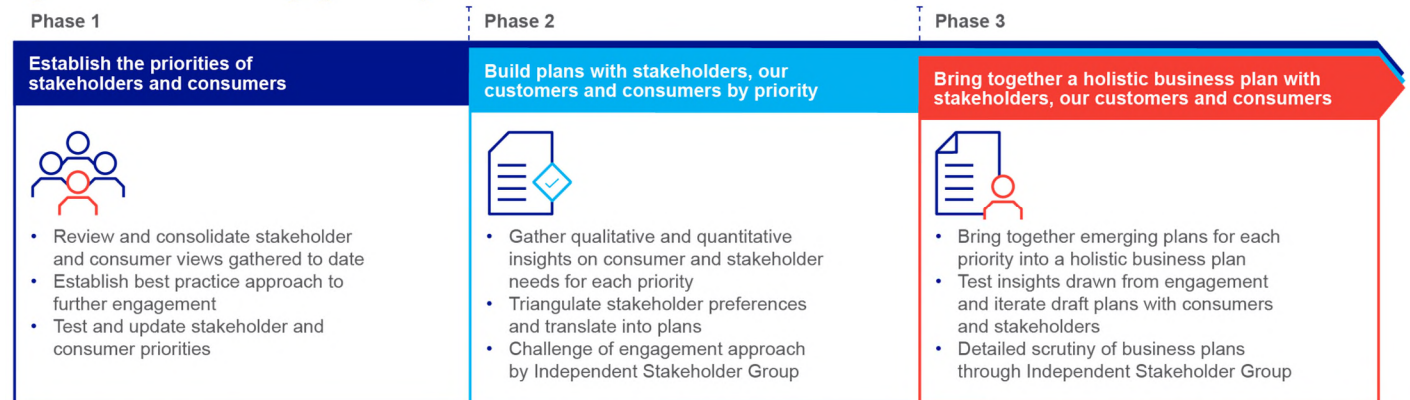 Phase 1
Establish the priorities of
stakeholders and consumers
• Review and consolidate stakeholder
and consumer views gathered to date
• Establish best practice approach to
further engagement
• Test and update stakeholder and
consumer priorities
Phase 2
Build plans with stakeholders, our
customers and consumers by priority
• Gather qualitative and quantitative
insights on consumer and stakeholder
needs for each priority
• Triangulate stakeholder preferences
and translate into plans
• Challenge of engagement approach
by Independent Stakeholder Group
Phase 3
Bring together a holistic business plan with
stakeholders, our customers and consumers
• Bring together emerging plans for each
priority into a holistic business plan
• Test insights drawn from engagement
and iterate draft plans with consumers
and stakeholders
• Detailed scrutiny of business plans
through Independent Stakeholder Group